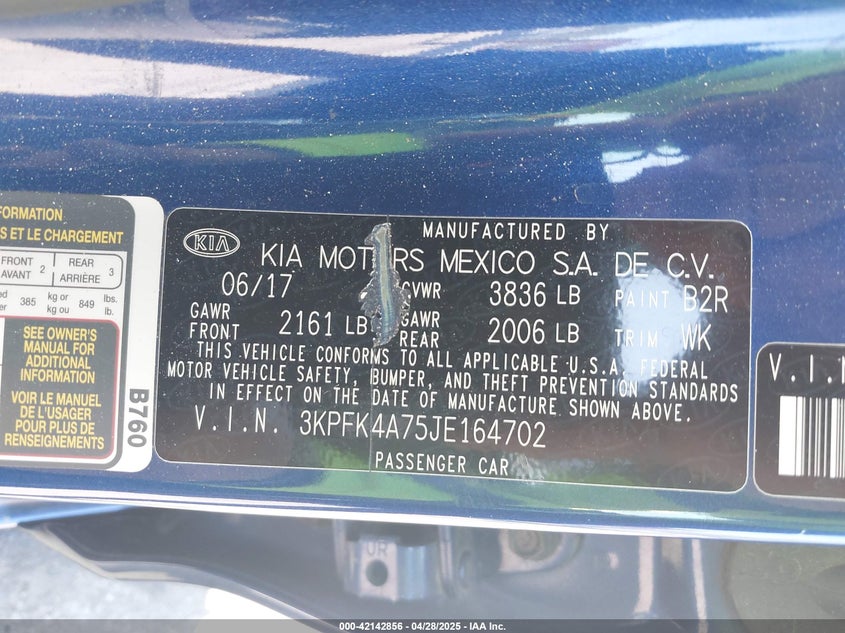 FORMATION
S ET LE CHARGEMENT
FRONT 2 REAR 3
AVANT ARRIÈRE
385 kg or 849 lbs.
kg ou lb.
SEE OWNER'S
MANUAL FOR
ADDITIONAL
INFORMATION
VOIR LE MANUEL
DE L'USAGER
POUR PLUS DE
RENSEIGNEMENTS
B760
KIA
MANUFACTURED BY
KIA MOTORS MEXICO S.A. DE C.V.
06/17 GVWR 3836 LB PAINT B2R
GAWR FRONT 2161 LB GAWR REAR 2006 LB TRIM WK
THIS VEHICLE CONFORMS TO ALL APPLICABLE U.S.A. FEDERAL
MOTOR VEHICLE SAFETY, BUMPER, AND THEFT PREVENTION STANDARDS
IN EFFECT ON THE DATE OF MANUFACTURE SHOWN ABOVE.
V.I.N. 3KPFK4A75JE164702
PASSENGER CAR
V.I.N
UR
000-42142856 | 04/28/2025 - IAA Inc.